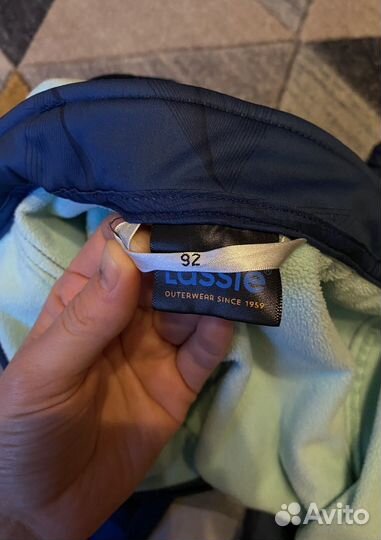 92
Lassie
OUTERWEAR SINCE 1959
Avito